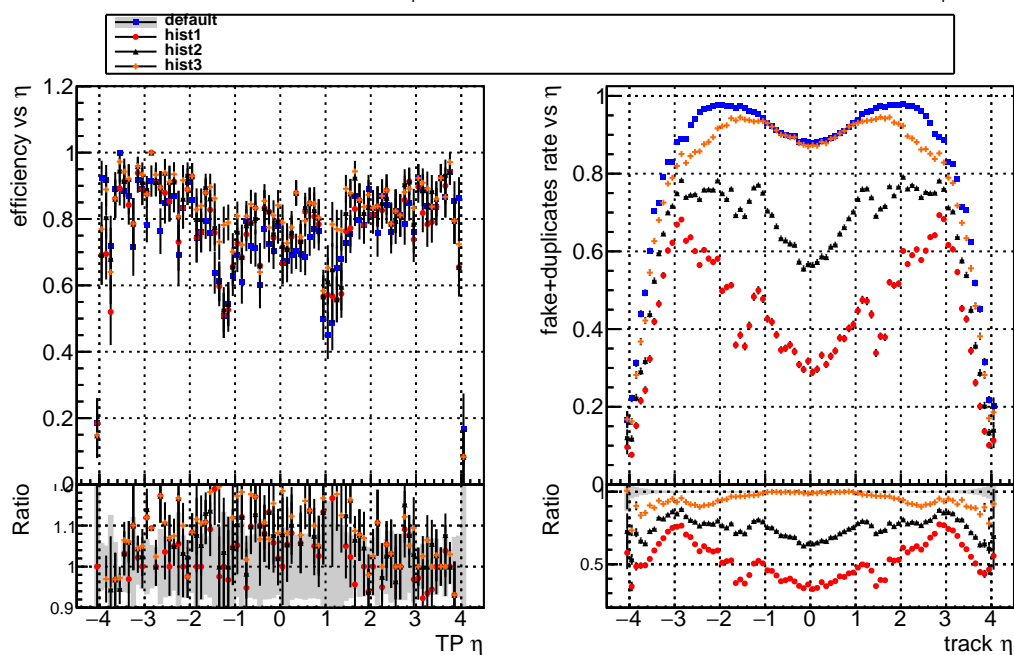 default
hist1
hist2
hist3
efficiency vs η
1.2
1
0.8
0.6
0.4
0.2
0
Ratio
1.1
1
0.9
−4 −3 −2 −1 0 1 2 3 4
TP η
fake+duplicates rate vs η
1
0.8
0.6
0.4
0.2
0
Ratio
0.5
−4 −3 −2 −1 0 1 2 3 4
track η